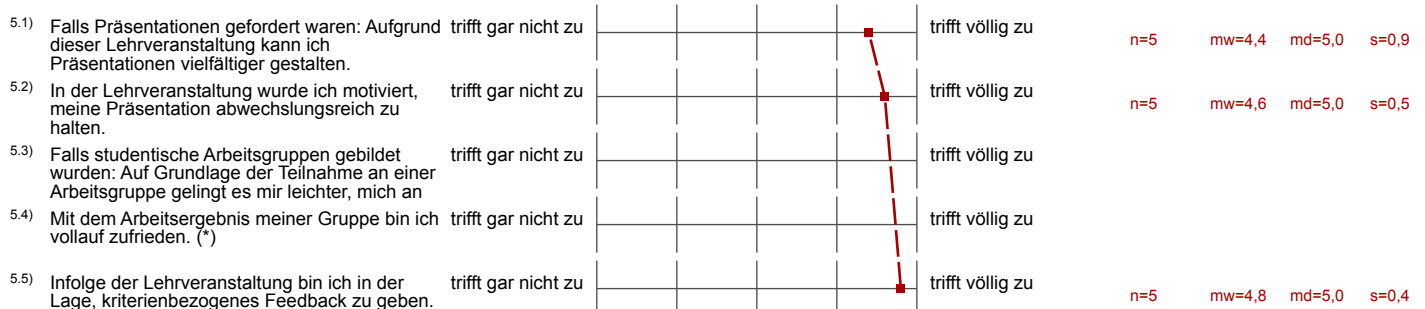 5.1) Falls Präsentationen gefordert waren: Aufgrund trifft gar nicht zu trifft völlig zu
dieser Lehrveranstaltung kann ich n=5 mw=4,4 md=5,0 s=0,9
Präsentationen vielfältiger gestalten.
5.2) In der Lehrveranstaltung wurde ich motiviert, trifft gar nicht zu trifft völlig zu
meine Präsentation abwechslungsreich zu n=5 mw=4,6 md=5,0 s=0,5
halten.
5.3) Falls studentische Arbeitsgruppen gebildet trifft gar nicht zu trifft völlig zu
wurden: Auf Grundlage der Teilnahme an einer
Arbeitsgruppe gelingt es mir leichter, mich an
5.4) Mit dem Arbeitsergebnis meiner Gruppe bin ich trifft gar nicht zu trifft völlig zu
vollauf zufrieden. (*)
5.5) Infolge der Lehrveranstaltung bin ich in der trifft gar nicht zu trifft völlig zu
Lage, kriterienbezogenes Feedback zu geben. n=5 mw=4,8 md=5,0 s=0,4